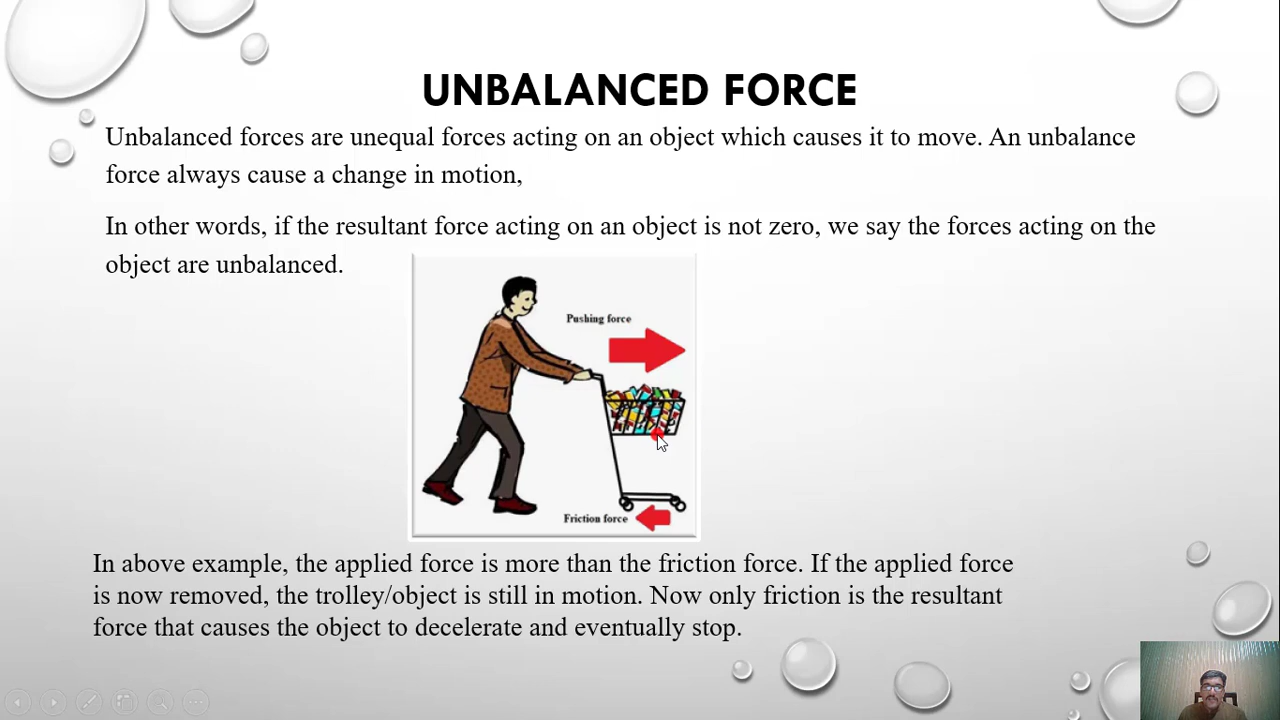 UNBALANCED FORCE
Unbalanced forces are unequal forces acting on an object which causes it to move. An unbalance
force always cause a change in motion,
In other words, if the resultant force acting on an object is not zero, we say the forces acting on the
object are unbalanced.
Pushing force
Friction force
In above example, the applied force is more than the friction force. If the applied force
is now removed, the trolley/object is still in motion. Now only friction is the resultant
force that causes the object to decelerate and eventually stop.